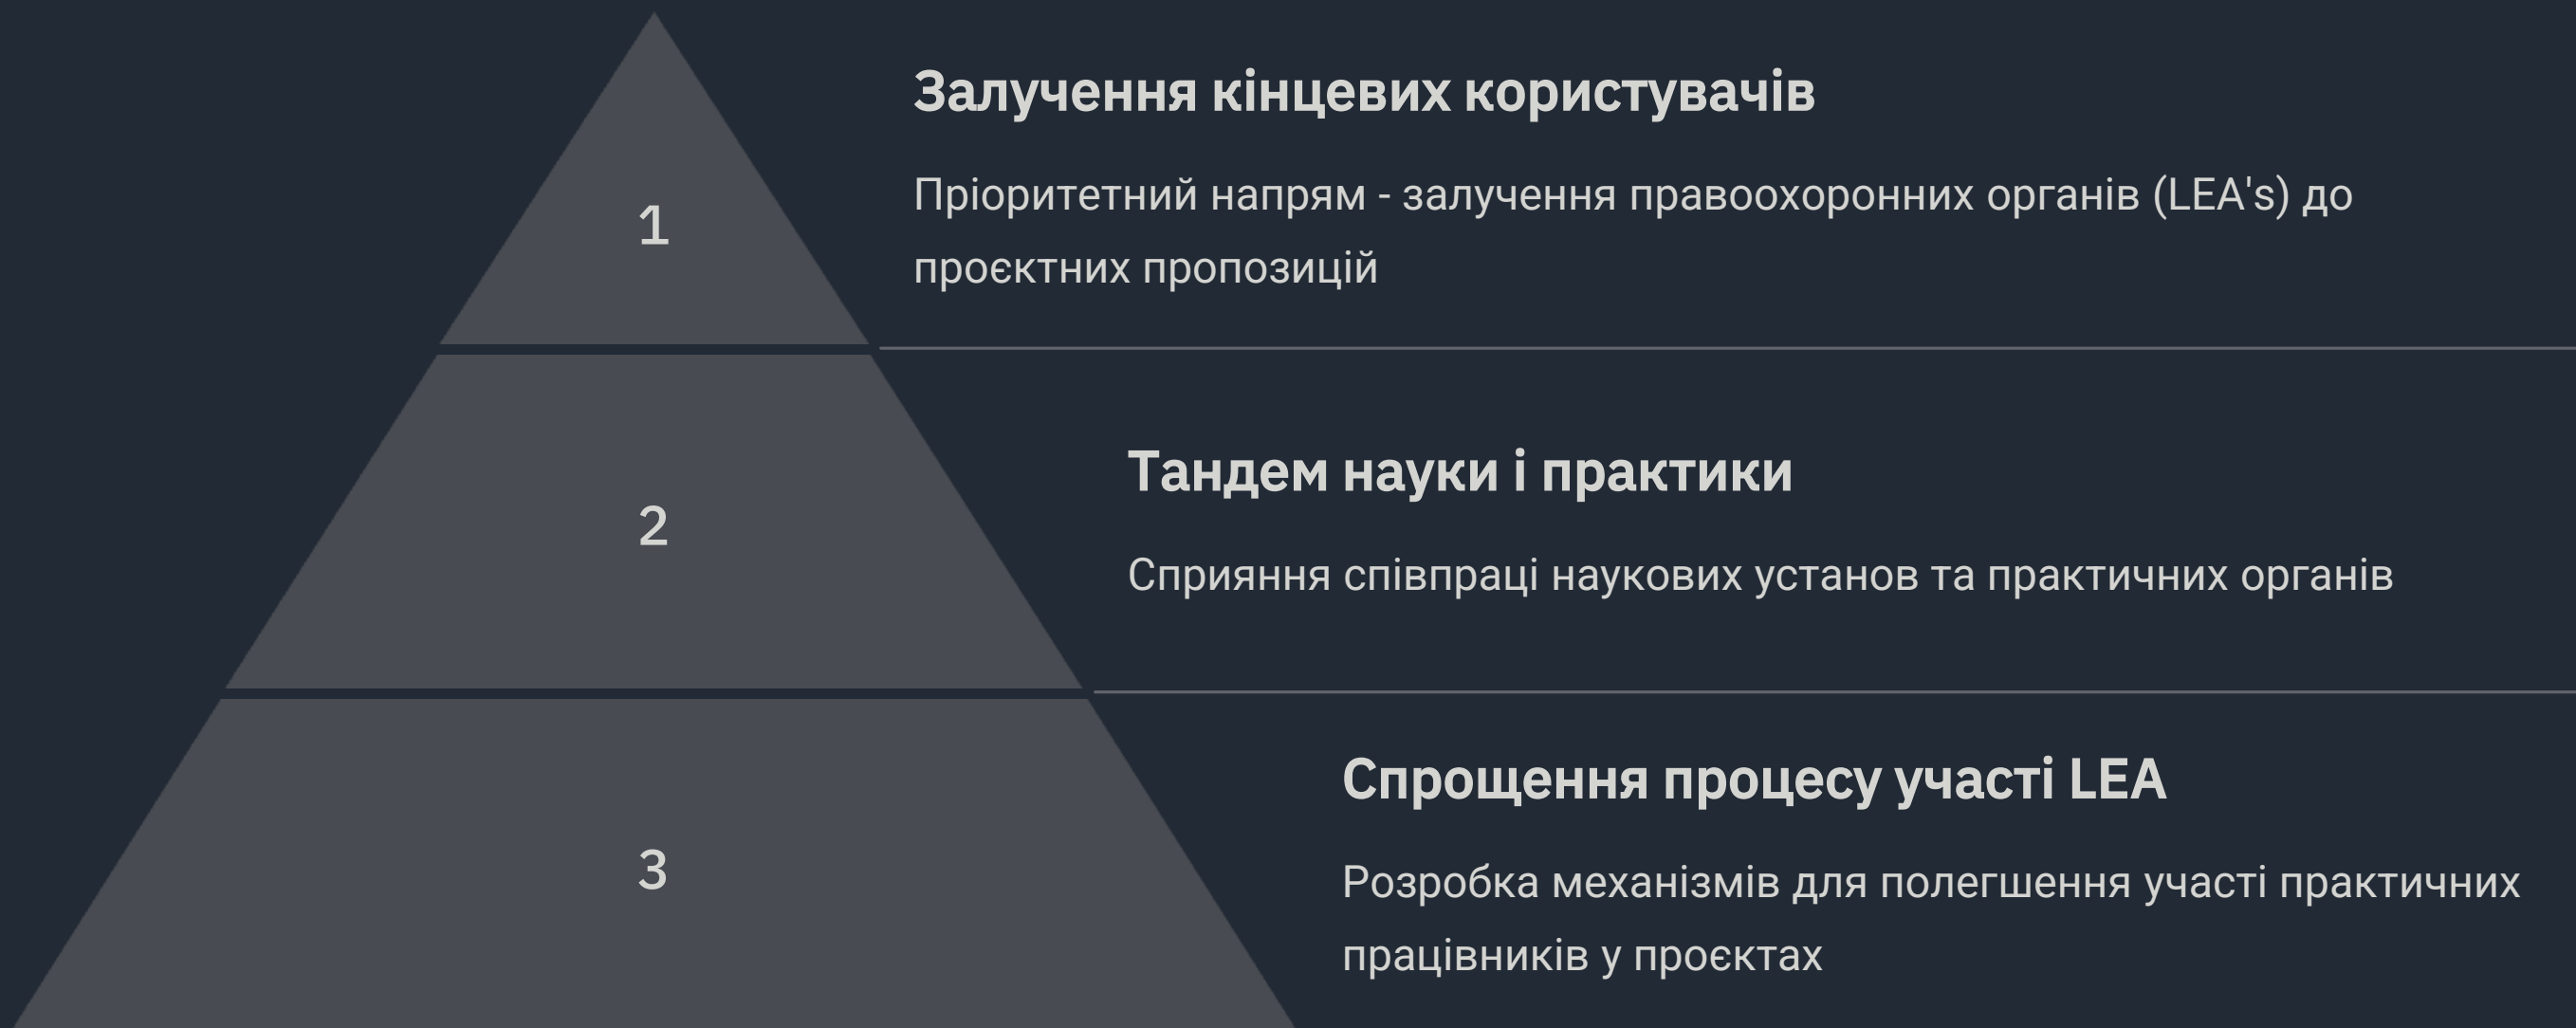 1
Залучення кінцевих користувачів
Пріоритетний напрям - залучення правоохоронних органів (LEA's) до
проєктних пропозицій
2
Тандем науки і практики
Сприяння співпраці наукових установ та практичних органів
3
Спрощення процесу участі LEA
Розробка механізмів для полегшення участі практичних
працівників у проєктах